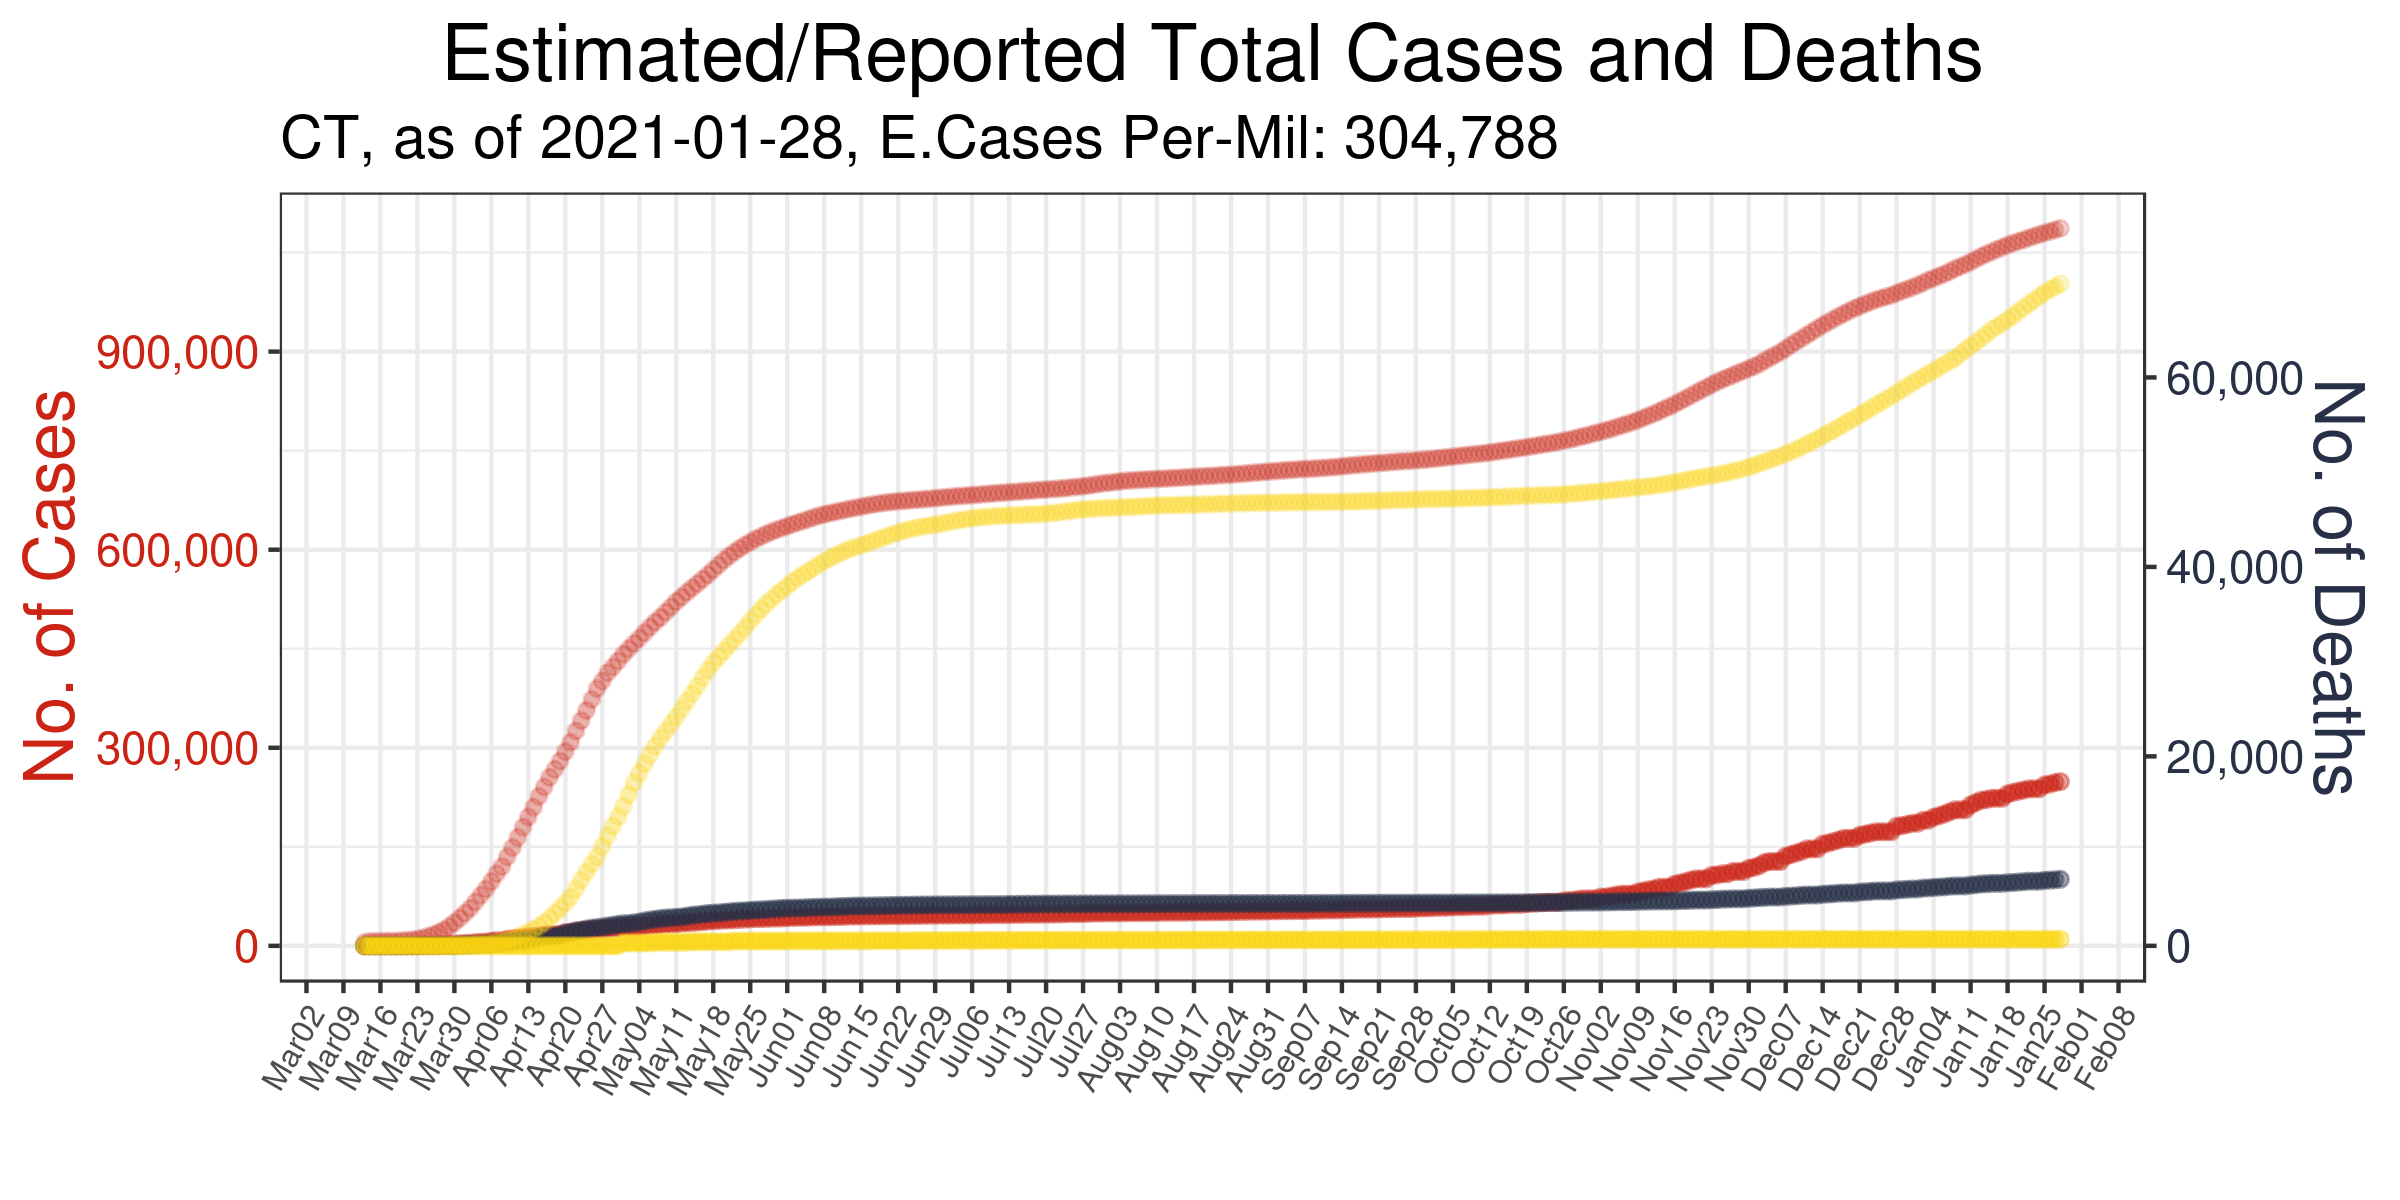 Estimated/Reported Total Cases and Deaths
CT, as of 2021-01-28, E.Cases Per-Mil: 304,788
No. of Cases
900,000
600,000
300,000
0
60,000
40,000
20,000
0
No. of Deaths
Mar02
Mar09
Mar16
Mar23
Mar30
Apr06
Apr13
Apr20
Apr27
May04
May11
May18
May25
Jun01
Jun08
Jun15
Jun22
Jun29
Jul06
Jul13
Jul20
Jul27
Aug03
Aug10
Aug17
Aug24
Aug31
Sep07
Sep14
Sep21
Sep28
Oct05
Oct12
Oct19
Oct26
Nov02
Nov09
Nov16
Nov23
Nov30
Dec07
Dec14
Dec21
Dec28
Jan04
Jan11
Jan18
Jan25
Feb01
Feb08